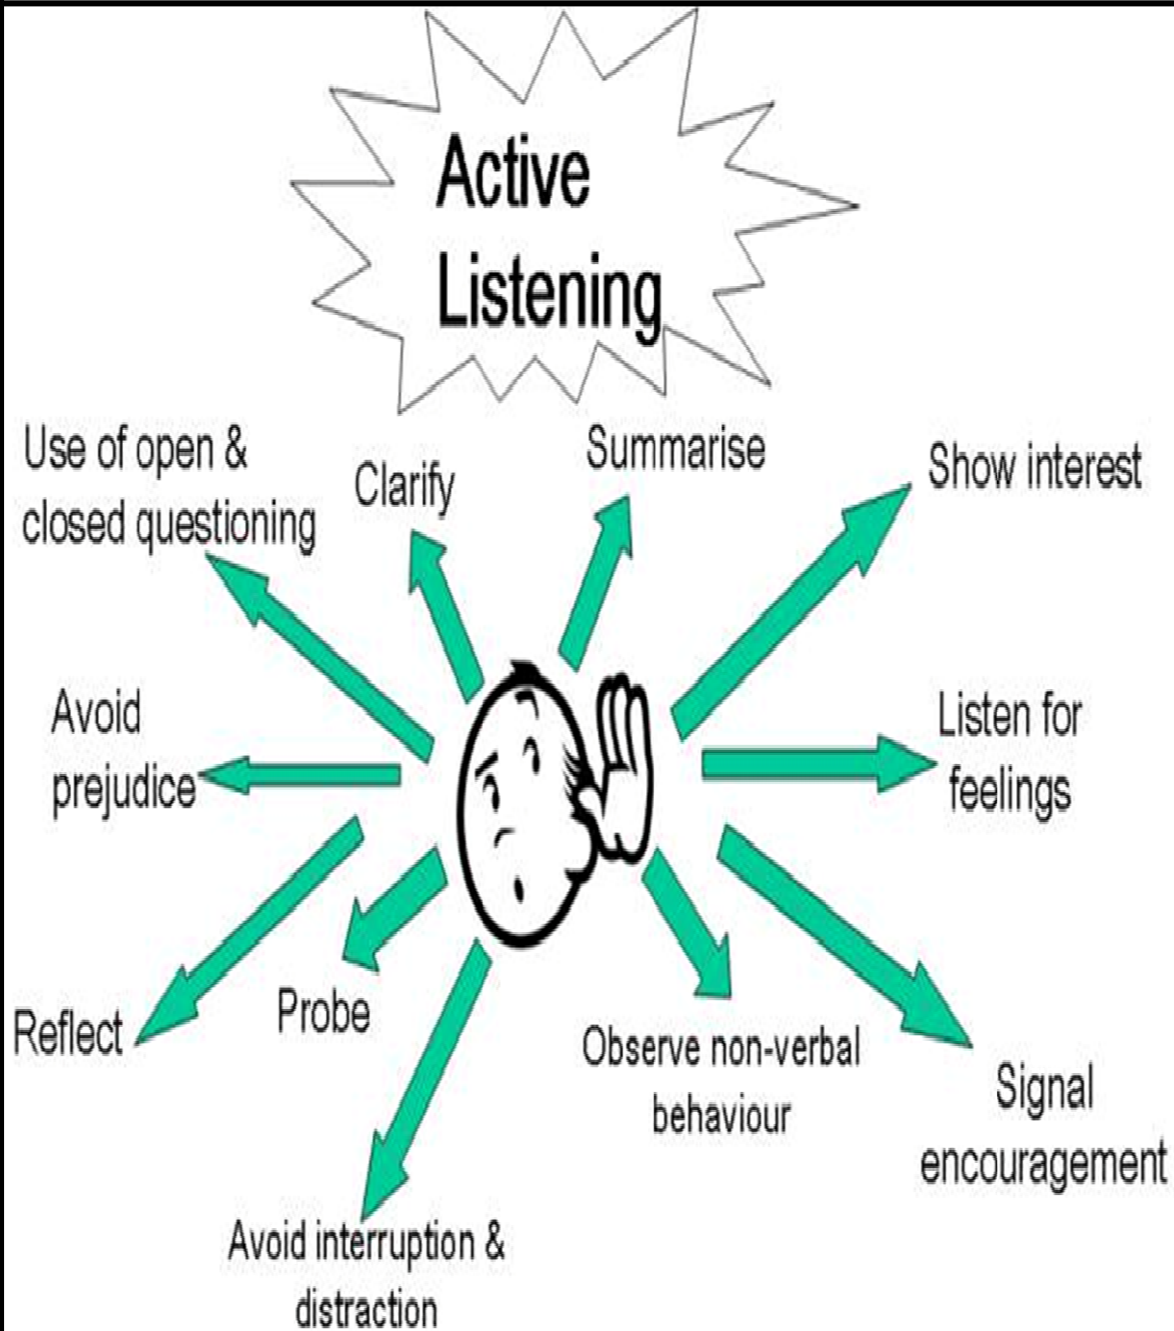 Active
Listening
Use of open &
closed questioning
Clarify
Summarise
Show interest
Avoid
prejudice
Listen for
feelings
Reflect
Probe
Observe non-verbal
behaviour
Signal
encouragement
Avoid interruption &
distraction